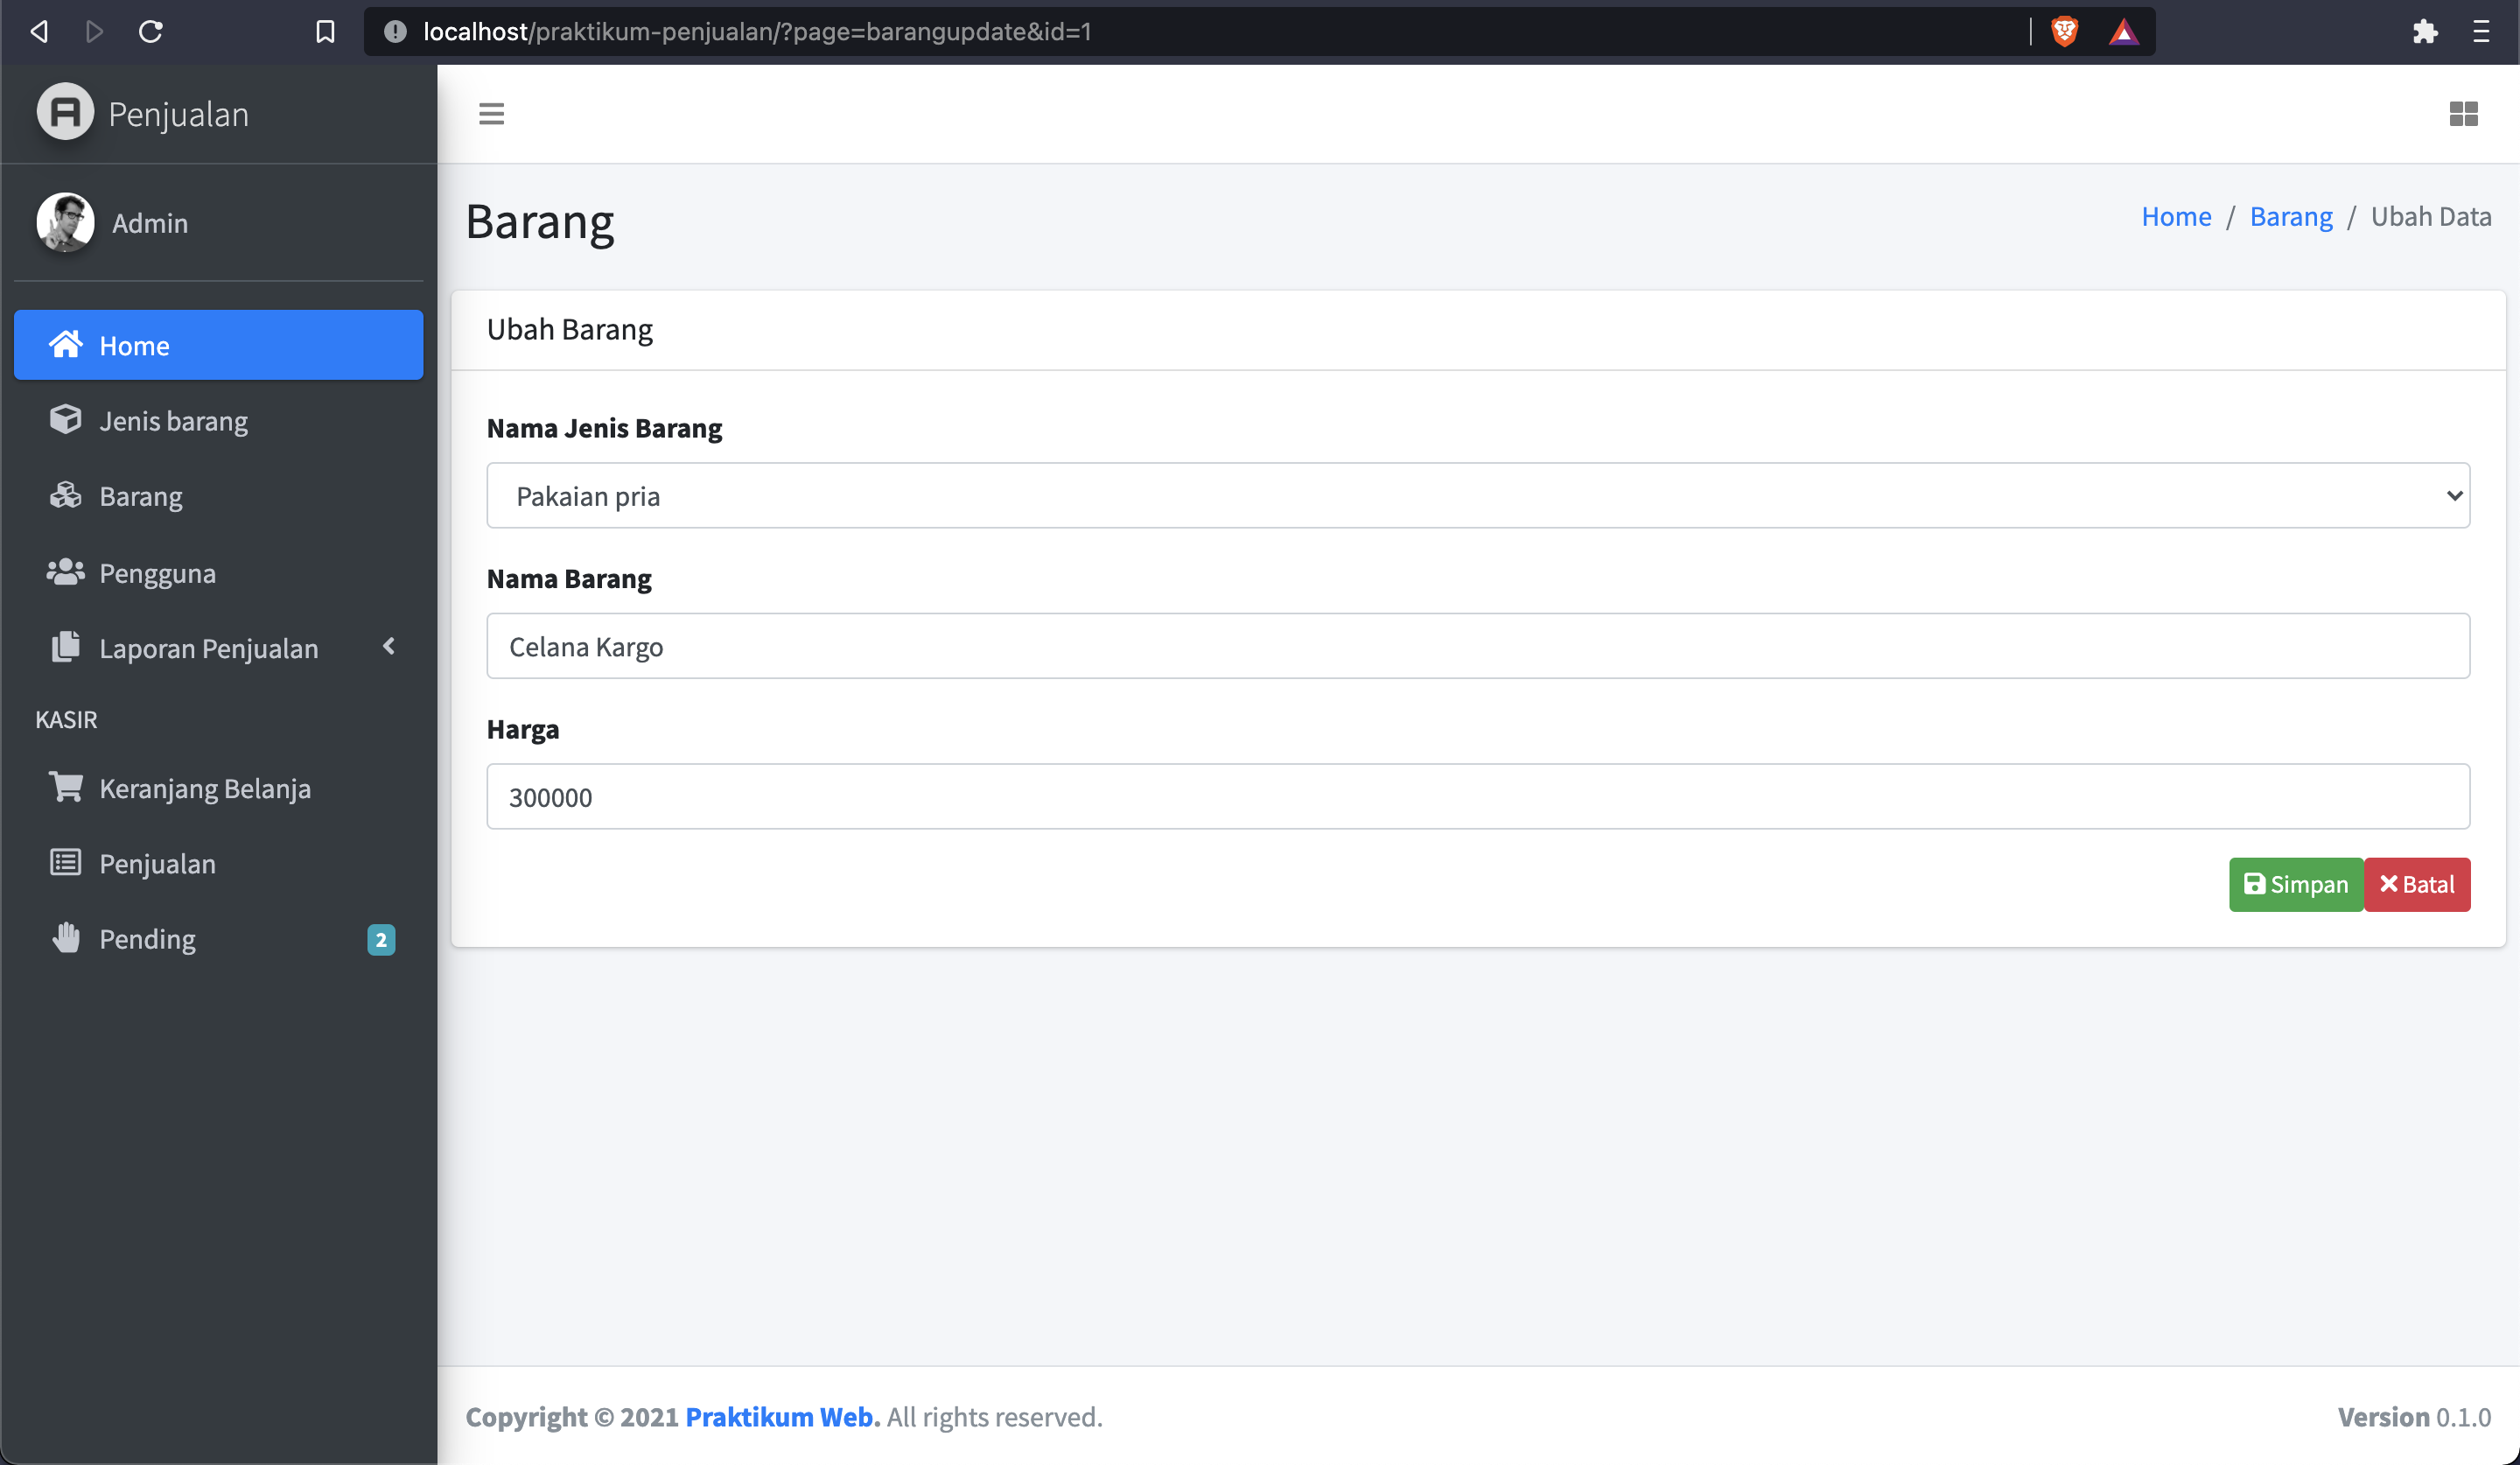 localhost/praktikum-penjualan/?page=barangupdate&id=1
Penjualan
Admin
Home
Jenis barang
Barang
Pengguna
Laporan Penjualan
KASIR
Keranjang Belanja
Penjualan
Pending 2
Barang
Home / Barang / Ubah Data
Ubah Barang
Nama Jenis Barang
Pakaian pria
Nama Barang
Celana Kargo
Harga
300000
Simpan Batal
Copyright © 2021 Praktikum Web. All rights reserved.
Version 0.1.0